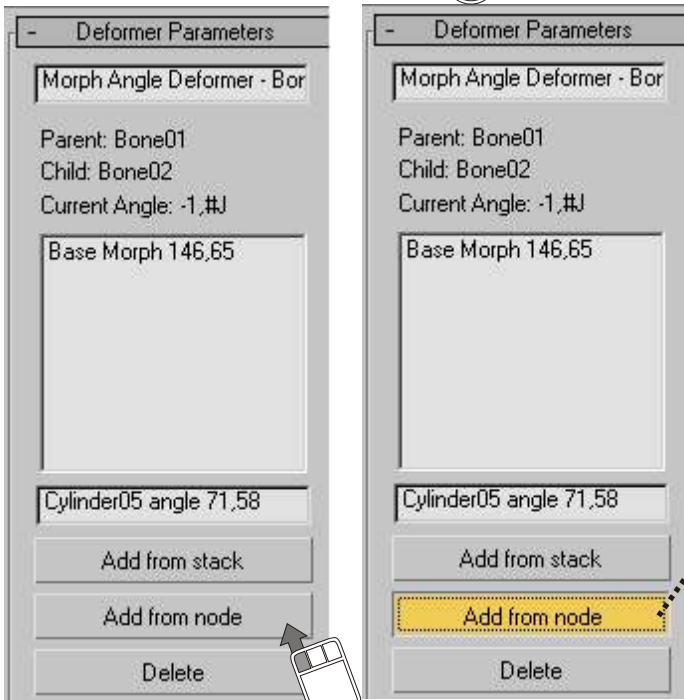 - Deformer Parameters
Morph Angle Deformer - Bor
Parent: Bone01
Child: Bone02
Current Angle: -1,#J
Base Morph 146,65
Cylinder05 angle 71,58
Add from stack
Add from node
Delete
- Deformer Parameters
Morph Angle Deformer - Bor
Parent: Bone01
Child: Bone02
Current Angle: -1,#J
Base Morph 146,65
Cylinder05 angle 71,58
Add from stack
Add from node
Delete